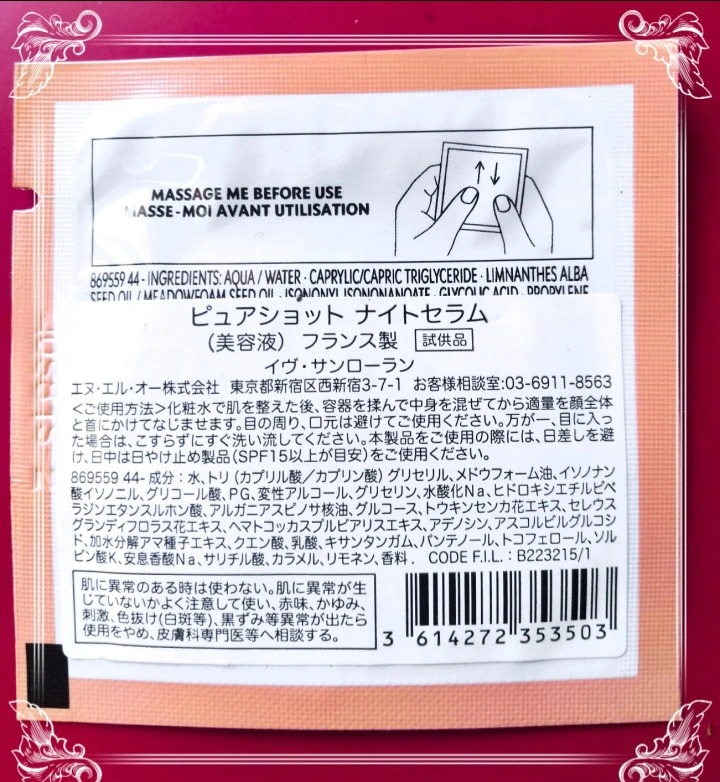 MASSAGE ME BEFORE USE
MASSE-MOI AVANT UTILISATION
869559 44 - INGREDIENTS: AQUA / WATER · CAPRYLIC/CAPRIC TRIGLYCERIDE · LIMNANTHES ALBA
SEED OIL / MEADOWFOAM SEED OIL · ISONONYL ISONONANOATE · GLYCOLIC ACID · PROPYLENE
ピュアショット ナイトセラム
(美容液) フランス製 試供品
イヴ・サンローラン
エヌ・エル・オー株式会社 東京都新宿区西新宿3-7-1 お客様相談室:03-6911-8563
<ご使用方法>化粧水で肌を整えた後、容器を揉んで中身を混ぜてから適量を顔全体
と首にかけてなじませます。目の周り、口元は避けてご使用ください。万が一、目に入っ
た場合は、こすらずにすぐ洗い流してください。本製品をご使用の際には、日差しを避
け、日中は日やけ止め製品(SPF15以上が目安)をご使用ください。
869559 44- 成分：水、トリ(カプリル酸／カプリン酸)グリセリル、メドウフォーム油、イソノナン
酸イソノニル、グリコール酸、PG、変性アルコール、グリセリン、水酸化Na、ヒドロキシエチルピペ
ラジンエタンスルホン酸、アルガニアスピノサ核油、グルコース、トウキンセンカ花エキス、セレウス
グランディフロラス花エキス、ヘマトコッカスプルビアリスエキス、アデノシン、アスコルビルグルコシ
ド、加水分解アマ種子エキス、クエン酸、乳酸、キサンタンガム、パンテノール、トコフェロール、ソル
ビン酸K、安息香酸Na、サリチル酸、カラメル、リモネン、香料. CODE F.I.L. : B223215/1
肌に異常のある時は使わない。肌に異常が生
じていないかよく注意して使い、赤味、かゆみ、
刺激、色抜け(白斑等)、黒ずみ等異常が出たら
使用をやめ、皮膚科専門医等へ相談する。
3 614272 353503